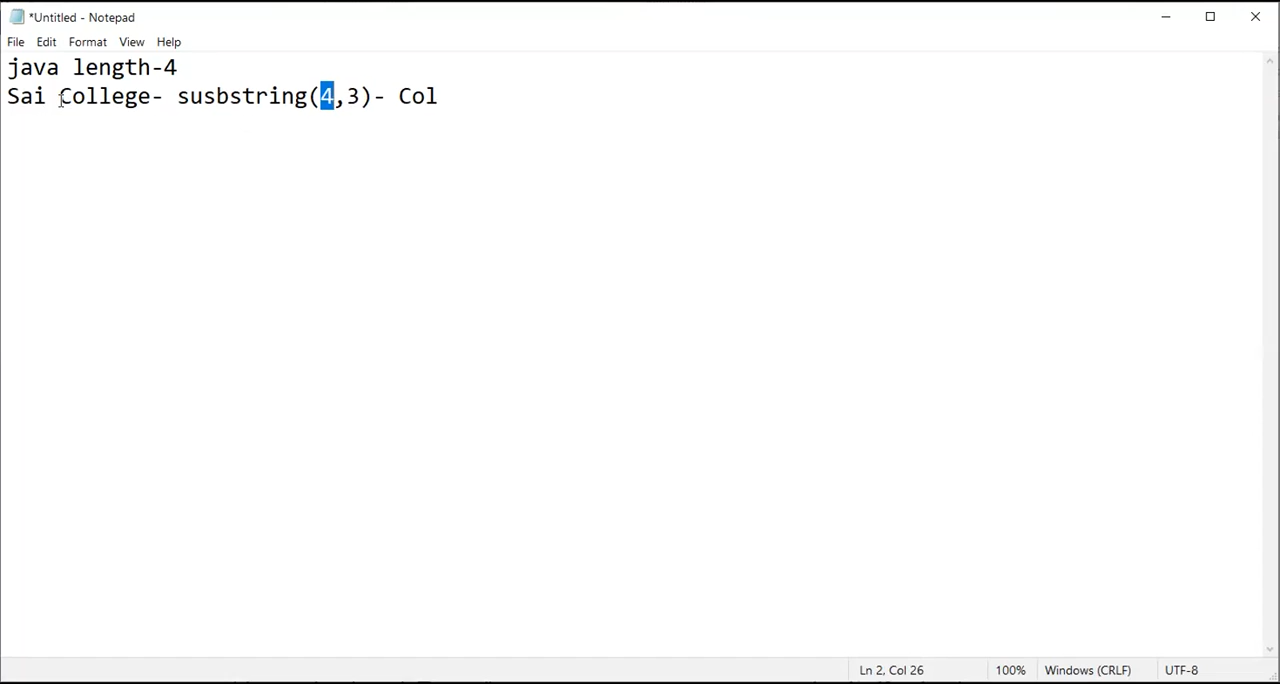 *Untitled - Notepad
File Edit Format View Help
java length-4
Sai College- susbstring(4,3)- Col
Ln 2, Col 26 100% Windows (CRLF) UTF-8